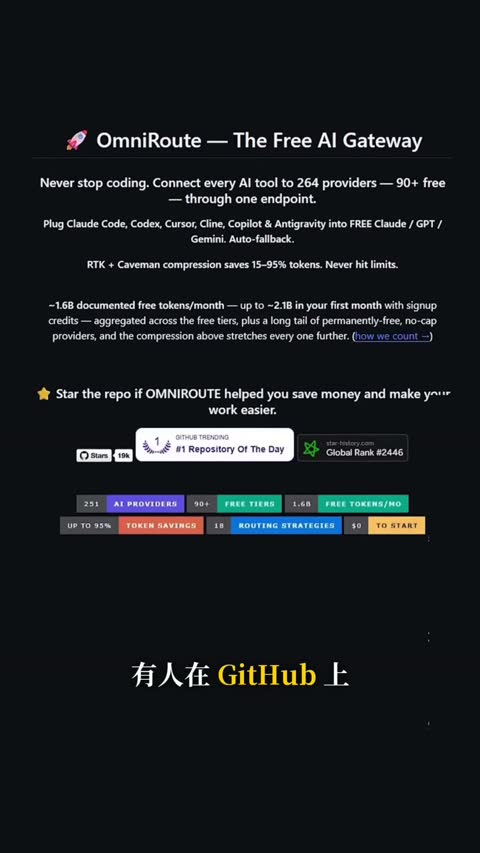 🚀 OmniRoute — The Free AI Gateway
Never stop coding. Connect every AI tool to 264 providers — 90+ free
— through one endpoint.
Plug Claude Code, Codex, Cursor, Cline, Copilot & Antigravity into FREE Claude / GPT /
Gemini. Auto-fallback.
RTK + Caveman compression saves 15–95% tokens. Never hit limits.
~1.6B documented free tokens/month — up to ~2.1B in your first month with signup
credits — aggregated across the free tiers, plus a long tail of permanently-free, no-cap
providers, and the compression above stretches every one further. (how we count →)
⭐ Star the repo if OMNIROUTE helped you save money and make your
work easier.
Stars 19k
1 GITHUB TRENDING
#1 Repository Of The Day
star-history.com
Global Rank #2446
251 AI PROVIDERS 90+ FREE TIERS 1.6B FREE TOKENS/MO
UP TO 95% TOKEN SAVINGS 18 ROUTING STRATEGIES $0 TO START
有人在 GitHub 上